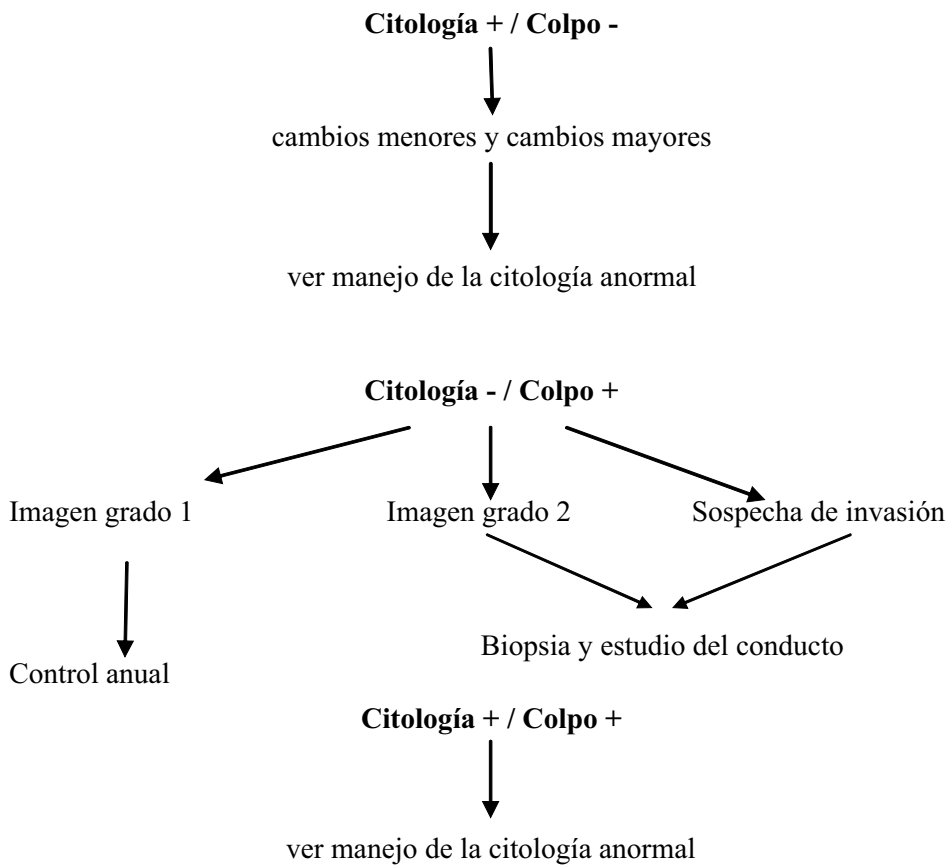 Citología + / Colpo -
cambios menores y cambios mayores
ver manejo de la citología anormal
Citología - / Colpo +
Imagen grado 1
Imagen grado 2
Sospecha de invasión
Biopsia y estudio del conducto
Control anual
Citología + / Colpo +
ver manejo de la citología anormal